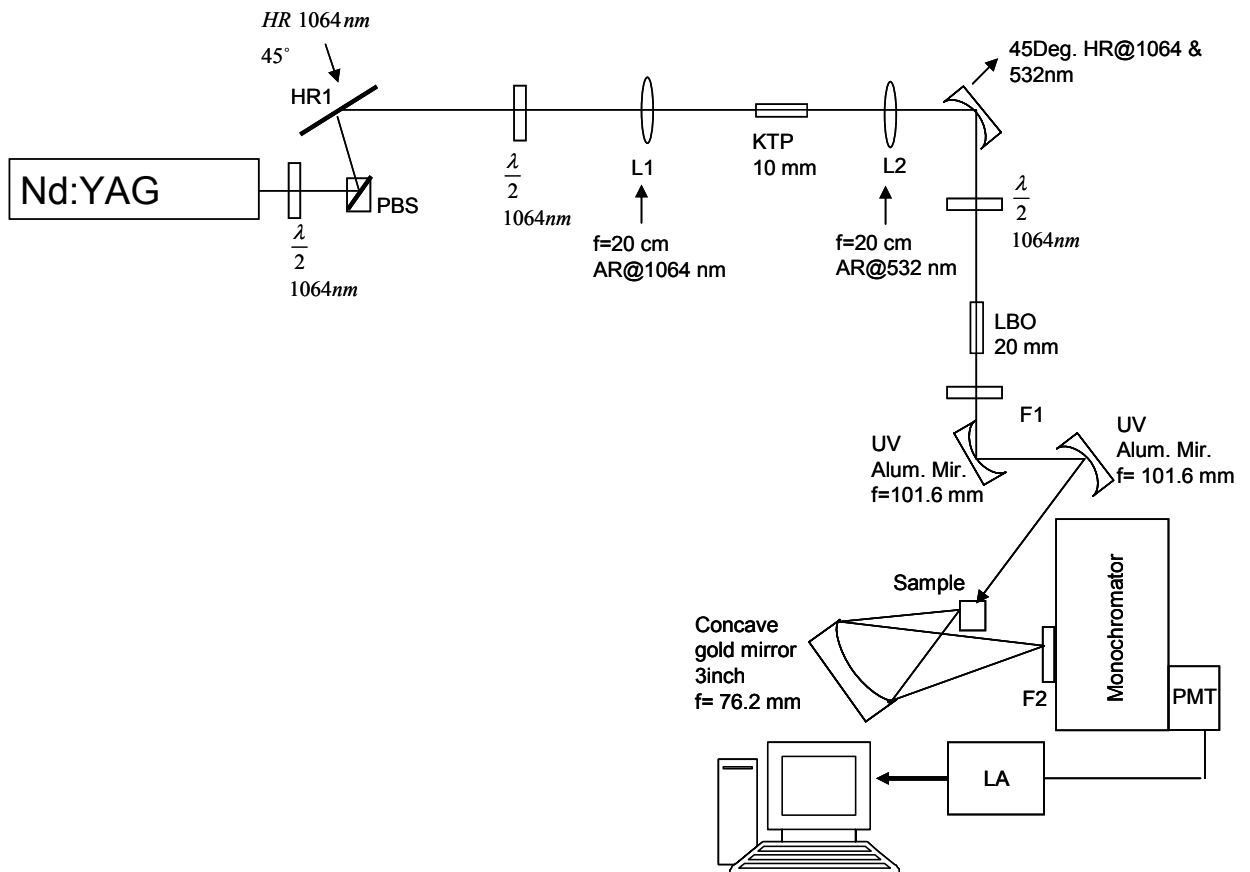 HR 1064nm
45°
HR1
Nd:YAG
λ/2
1064nm
PBS
λ/2
1064nm
L1
f=20 cm
AR@1064 nm
KTP
10 mm
L2
f=20 cm
AR@532 nm
45Deg. HR@1064 &
532nm
λ/2
1064nm
LBO
20 mm
F1
UV
Alum. Mir.
f=101.6 mm
UV
Alum. Mir.
f= 101.6 mm
Sample
Concave
gold mirror
3inch
f= 76.2 mm
F2
Monochromator
PMT
LA